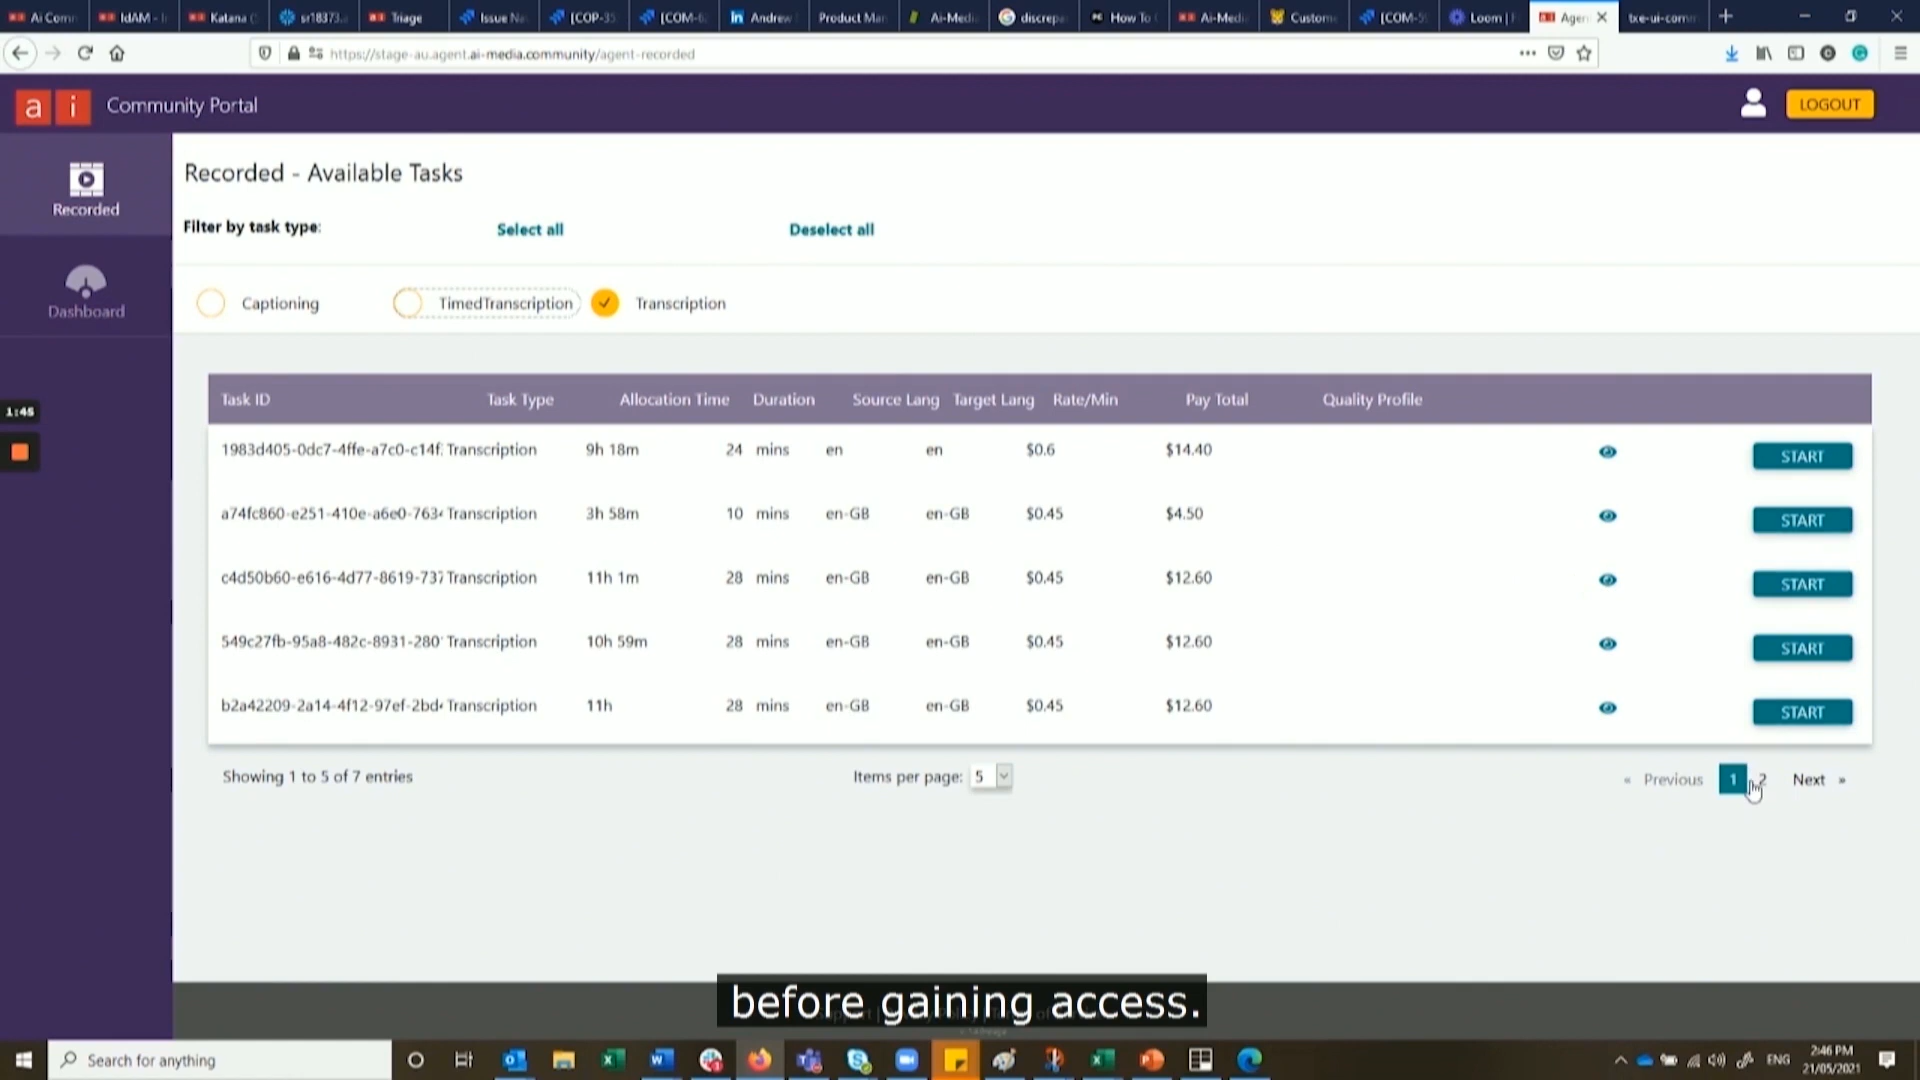 Ai Comm
IdAM - I
Katana (
sr18373.
Triage
Issue Na
[COP-35
[COM-6
Andrew
Product Man
Ai-Medi
discrepa
How To
Ai-Medi
Custom
[COM-5
Loom | 
Agen
txe-ui-comm
https://stage-au.agent.ai-media.community/agent-recorded
a i Community Portal
LOGOUT
Recorded
Dashboard
1:45
Recorded - Available Tasks
Filter by task type: Select all Deselect all
Captioning TimedTranscription Transcription
Task ID Task Type Allocation Time Duration Source Lang Target Lang Rate/Min Pay Total Quality Profile
1983d405-0dc7-4ffe-a7c0-c14f Transcription 9h 18m 24 mins en en $0.6 $14.40 START
a74fc860-e251-410e-a6e0-763 Transcription 3h 58m 10 mins en-GB en-GB $0.45 $4.50 START
c4d50b60-e616-4d77-8619-737 Transcription 11h 1m 28 mins en-GB en-GB $0.45 $12.60 START
549c27fb-95a8-482c-8931-280 Transcription 10h 59m 28 mins en-GB en-GB $0.45 $12.60 START
b2a42209-2a14-4f12-97ef-2bd Transcription 11h 28 mins en-GB en-GB $0.45 $12.60 START
Showing 1 to 5 of 7 entries Items per page: 5 « Previous 1 2 Next »
before gaining access.
Search for anything
ENG
2:46 PM
21/05/2021